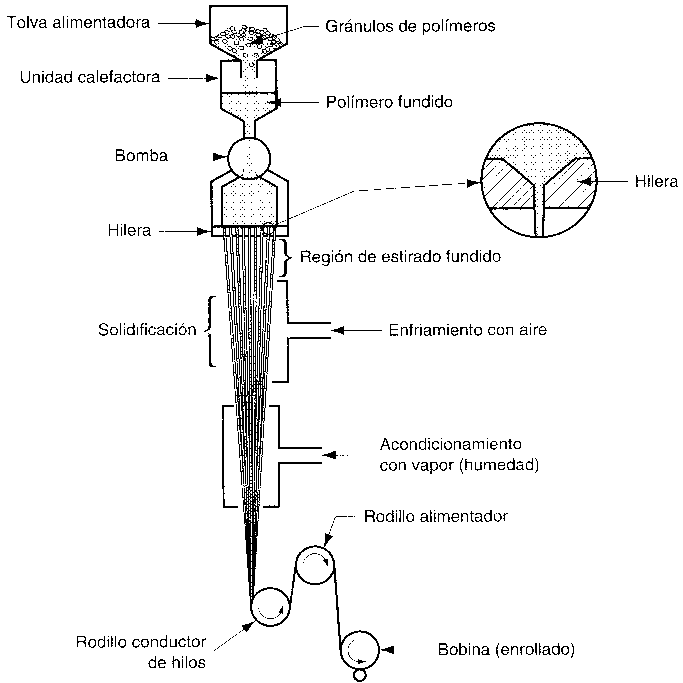 Tolva alimentadora
Gránulos de polímeros
Unidad calefactora
Polímero fundido
Bomba
Hilera
Hilera
Región de estirado fundido
Solidificación
Enfriamiento con aire
Acondicionamiento
con vapor (humedad)
Rodillo alimentador
Rodillo conductor
de hilos
Bobina (enrollado)